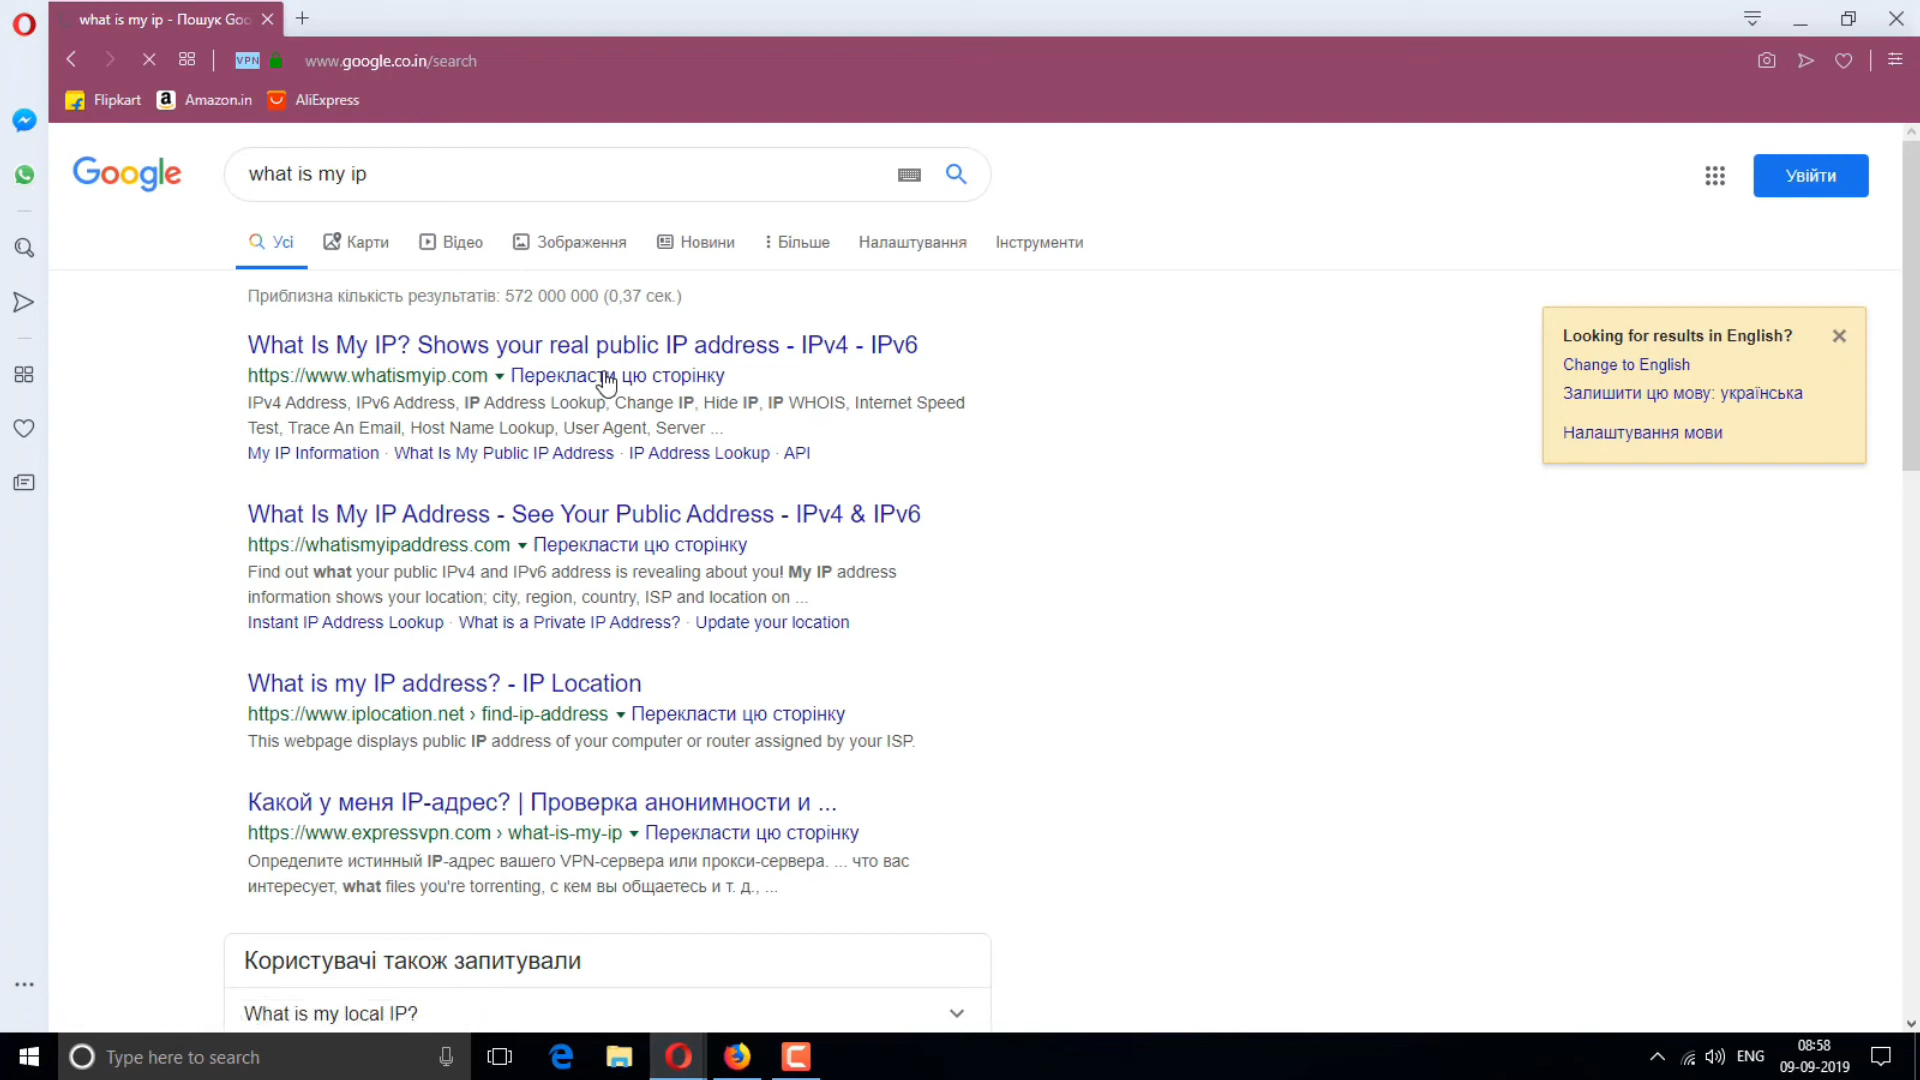 what is my ip - Пошук Goo
VPN www.google.co.in/search
Flipkart Amazon.in AliExpress
Google what is my ip Увійти
Усі Карти Відео Зображення Новини Більше Налаштування Інструменти
Приблизна кількість результатів: 572 000 000 (0,37 сек.)
What Is My IP? Shows your real public IP address - IPv4 - IPv6
https://www.whatismyip.com Перекласти цю сторінку
IPv4 Address, IPv6 Address, IP Address Lookup, Change IP, Hide IP, IP WHOIS, Internet Speed
Test, Trace An Email, Host Name Lookup, User Agent, Server ...
My IP Information · What Is My Public IP Address · IP Address Lookup · API
What Is My IP Address - See Your Public Address - IPv4 & IPv6
https://whatismyipaddress.com Перекласти цю сторінку
Find out what your public IPv4 and IPv6 address is revealing about you! My IP address
information shows your location; city, region, country, ISP and location on ...
Instant IP Address Lookup · What is a Private IP Address? · Update your location
What is my IP address? - IP Location
https://www.iplocation.net › find-ip-address Перекласти цю сторінку
This webpage displays public IP address of your computer or router assigned by your ISP.
Какой у меня IP-адрес? | Проверка анонимности и ...
https://www.expressvpn.com › what-is-my-ip Перекласти цю сторінку
Определите истинный IP-адрес вашего VPN-сервера или прокси-сервера. ... что вас
интересует, what files you're torrenting, с кем вы общаетесь и т. д., ...
Користувачі також запитували
What is my local IP?
Looking for results in English?
Change to English
Залишити цю мову: українська
Налаштування мови
Type here to search
ENG
08:58
09-09-2019